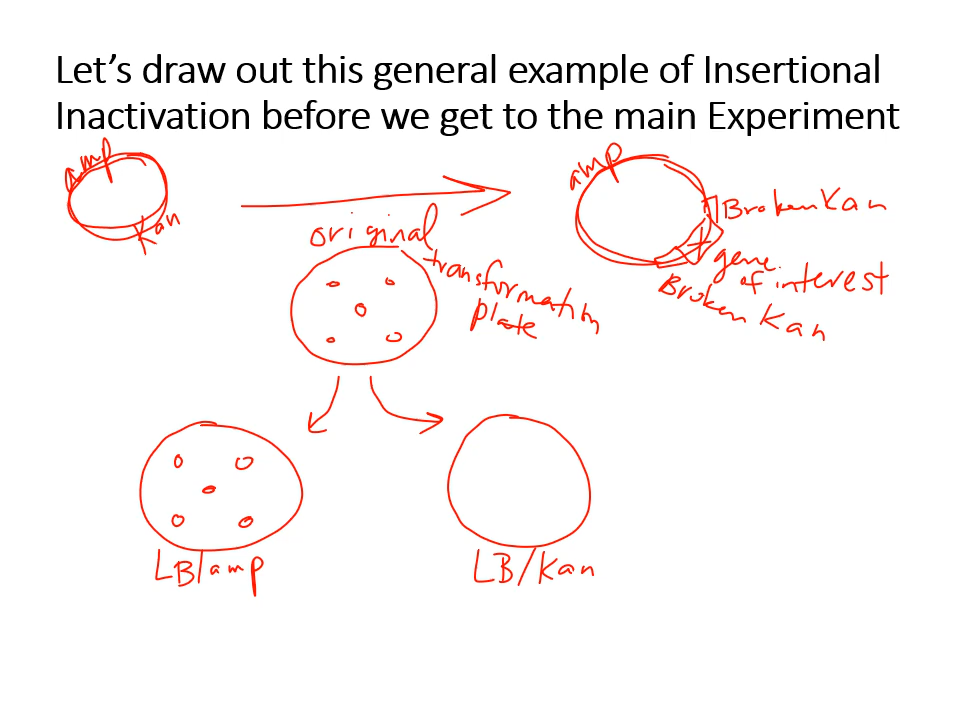 Let's draw out this general example of Insertional
Inactivation before we get to the main Experiment
amp
Kan
amp
Broken Kan
gene
of interest
Broken Kan
original
transformation
plate
LB/amp
LB/Kan